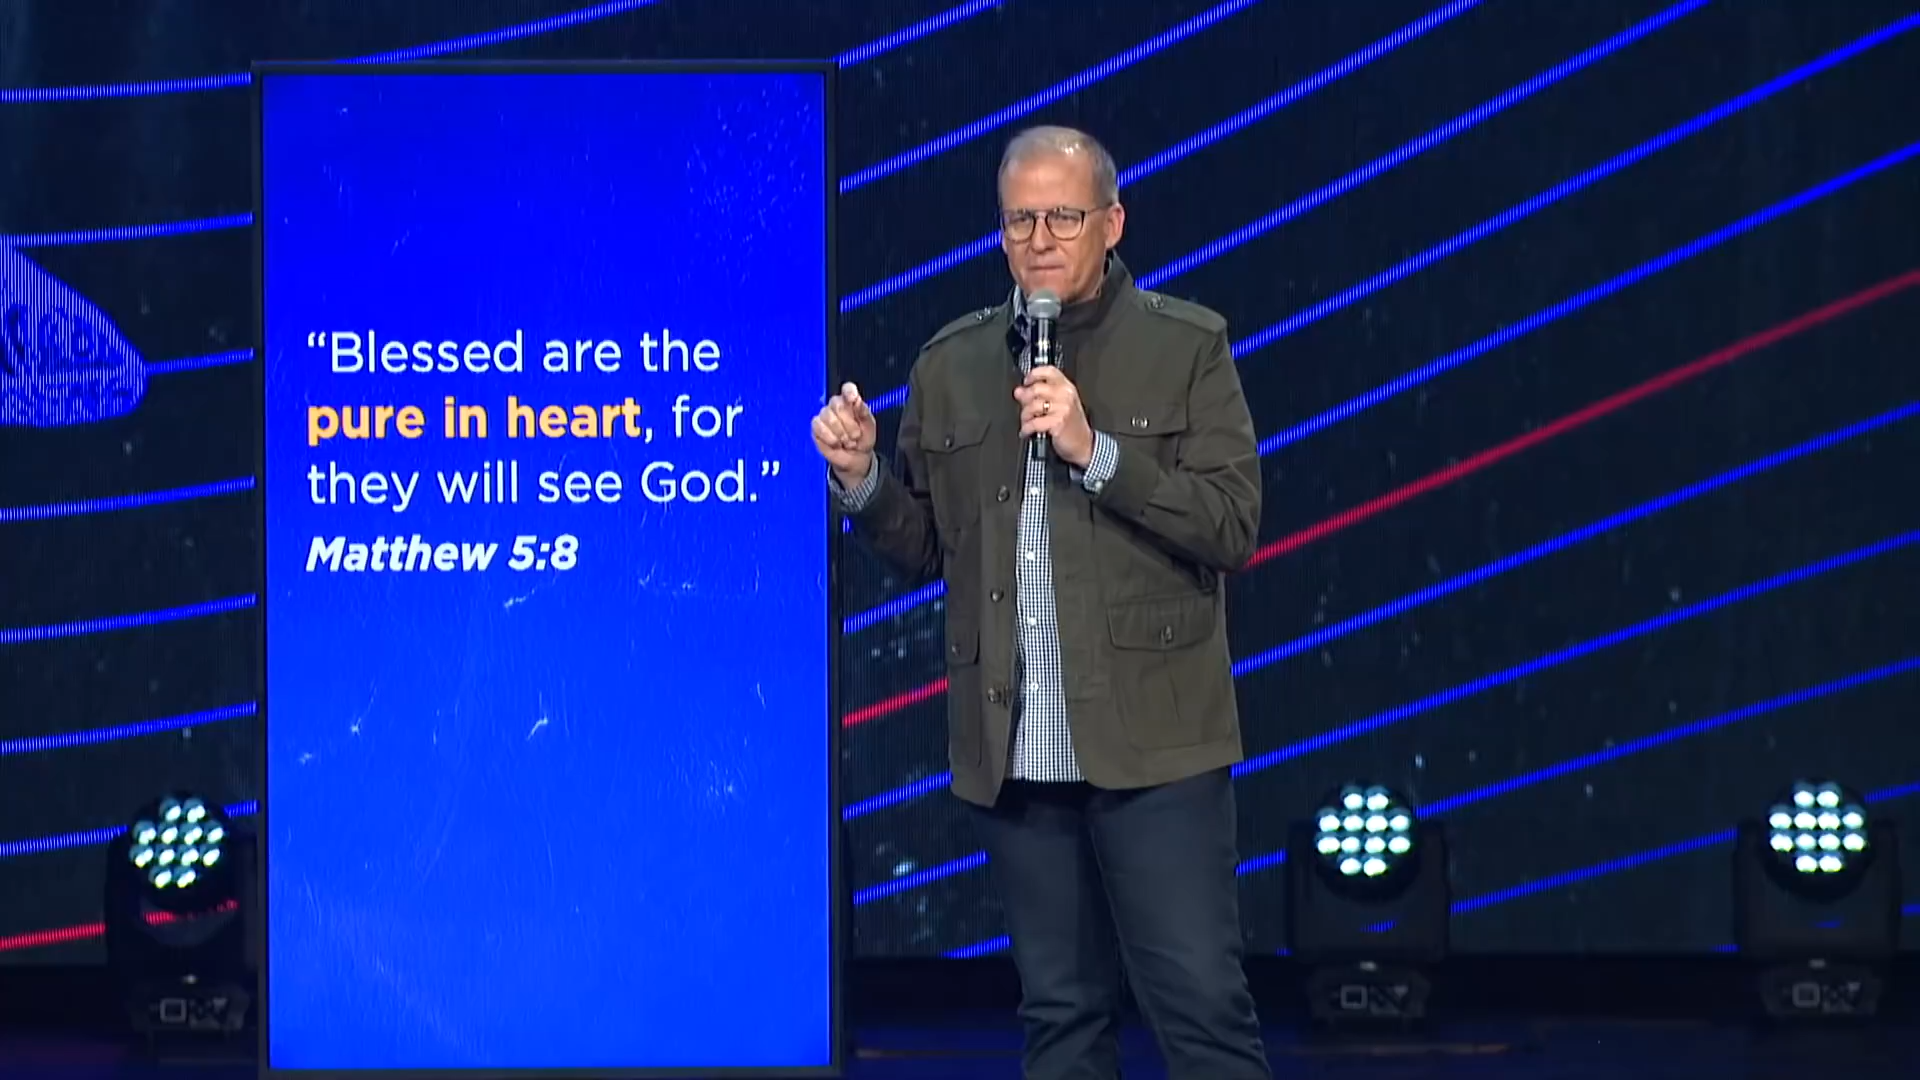 “Blessed are the
pure in heart, for
they will see God.”
Matthew 5:8